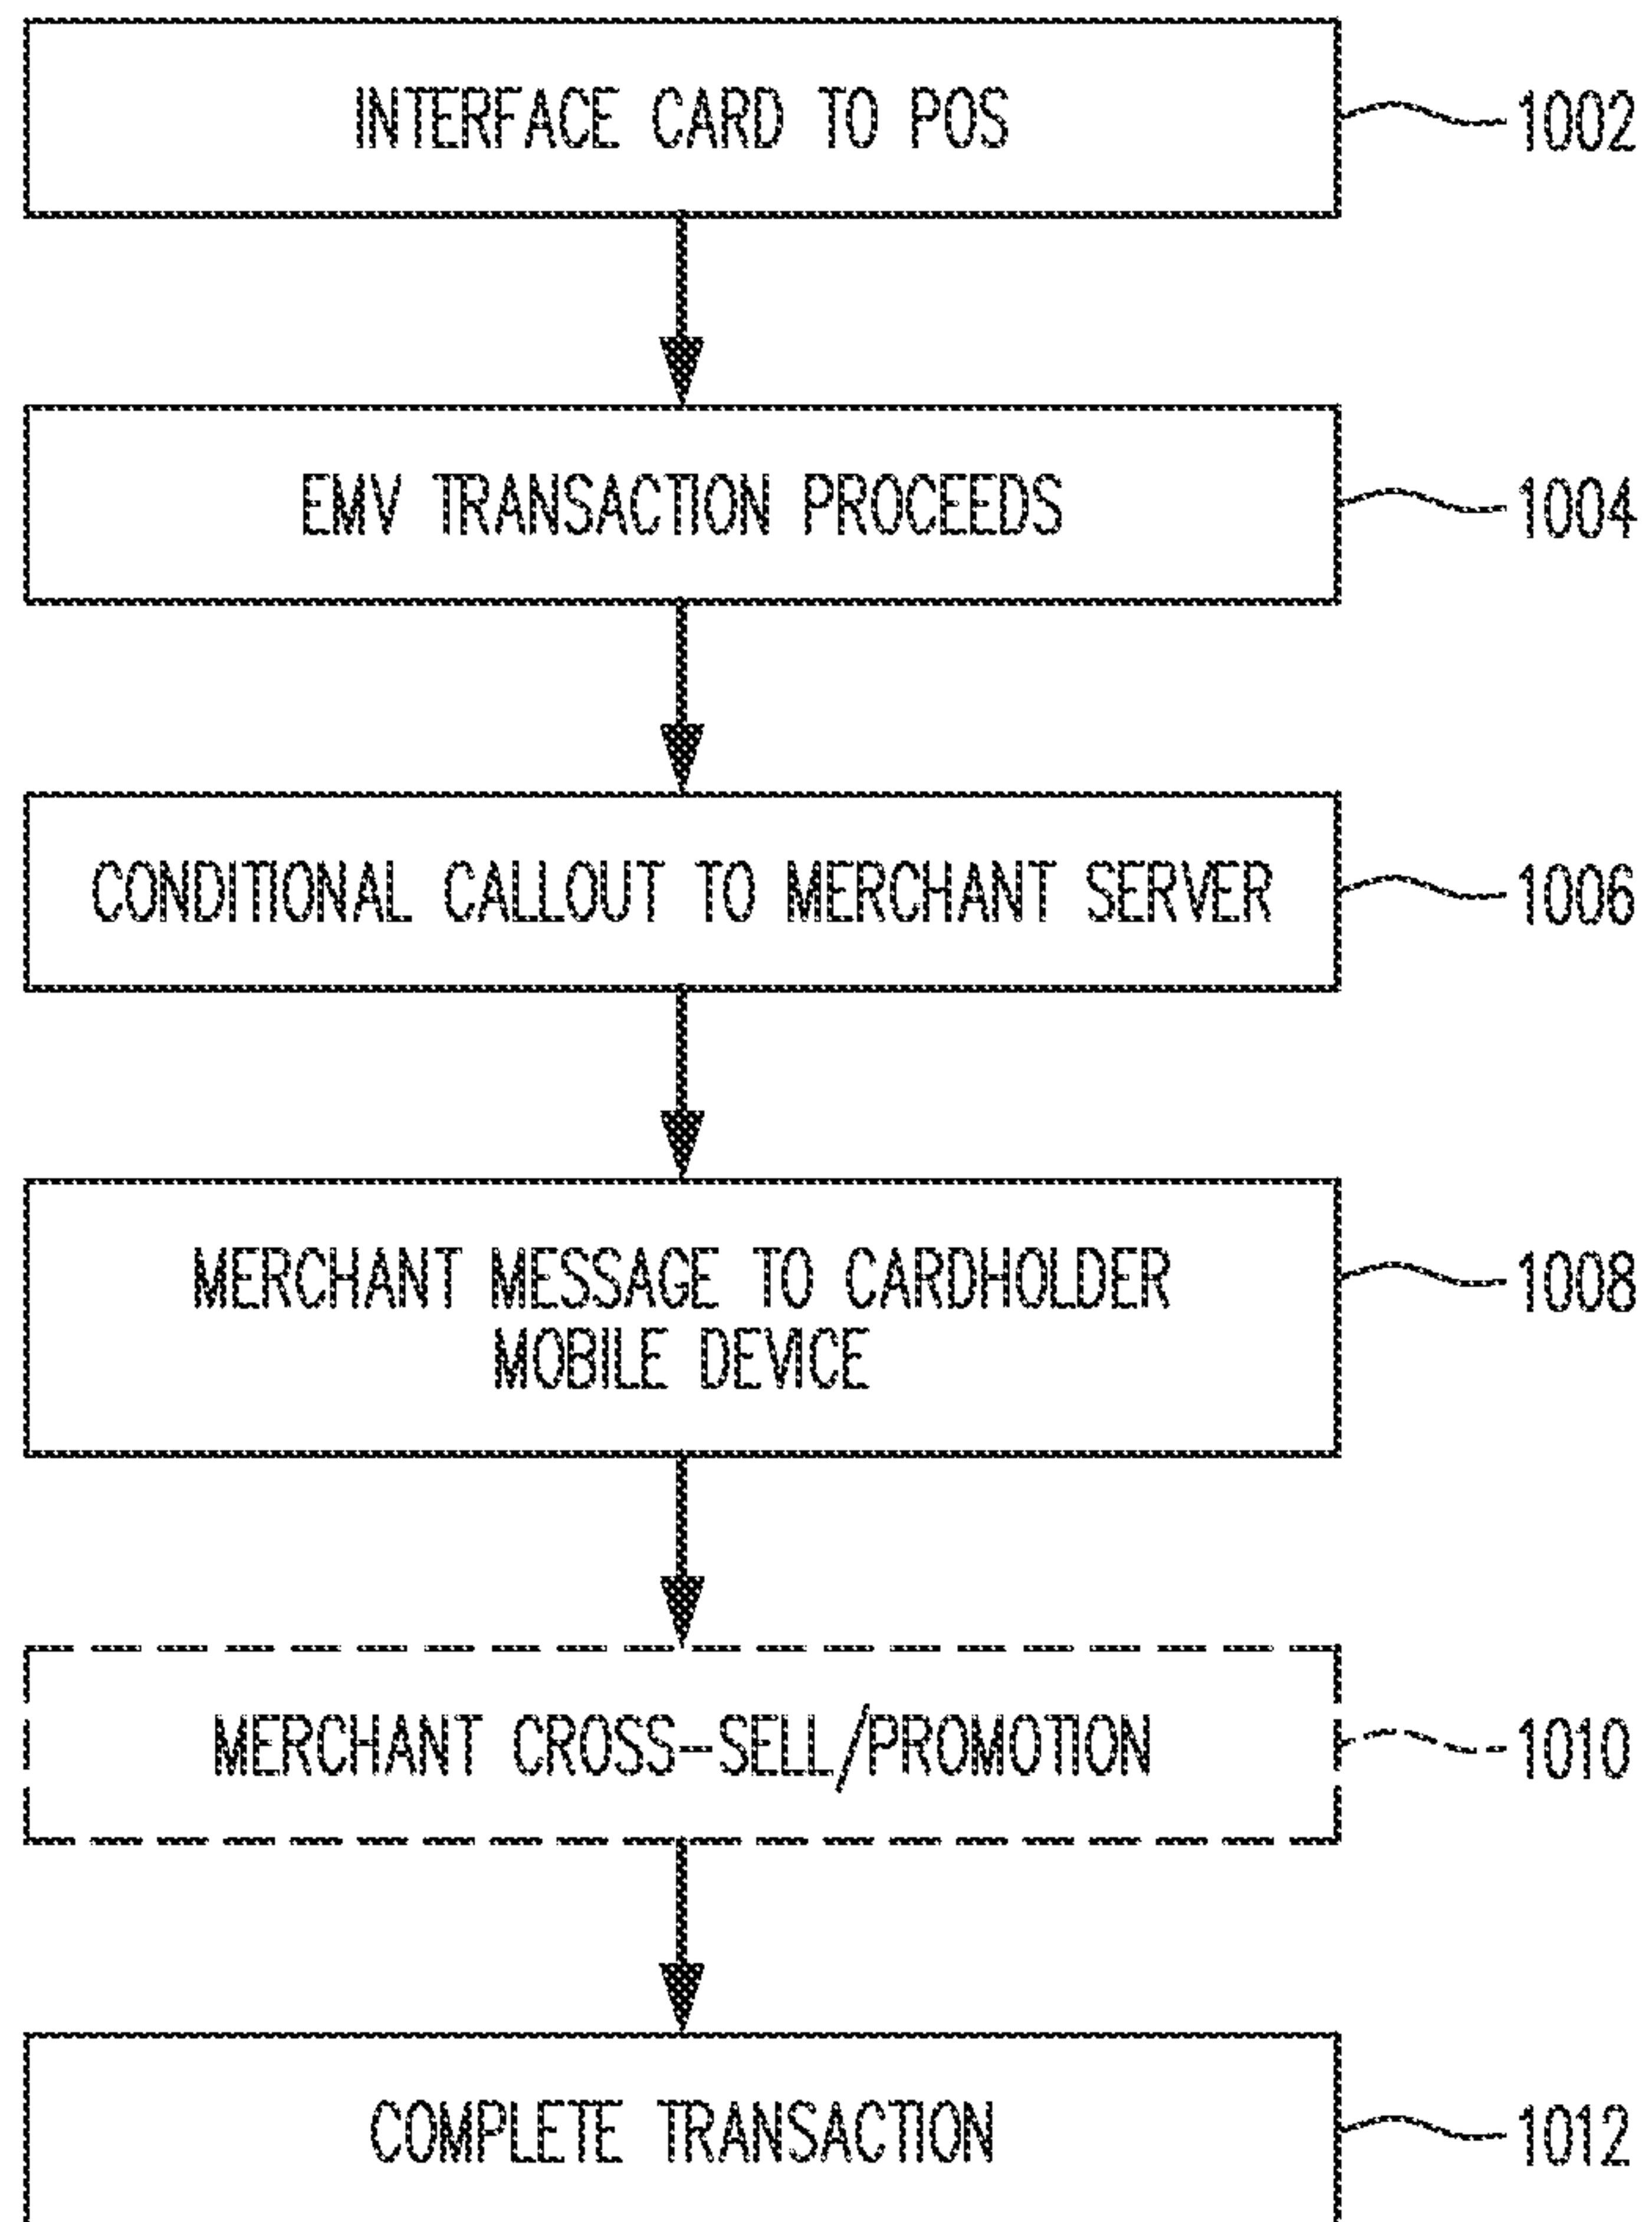 INTERFACE CARD TO POS
1002
EMV TRANSACTION PROCEEDS
1004
CONDITIONAL CALLOUT TO MERCHANT SERVER
1006
MERCHANT MESSAGE TO CARDHOLDER
MOBILE DEVICE
1008
MERCHANT CROSS-SELL/PROMOTION
1010
COMPLETE TRANSACTION
1012